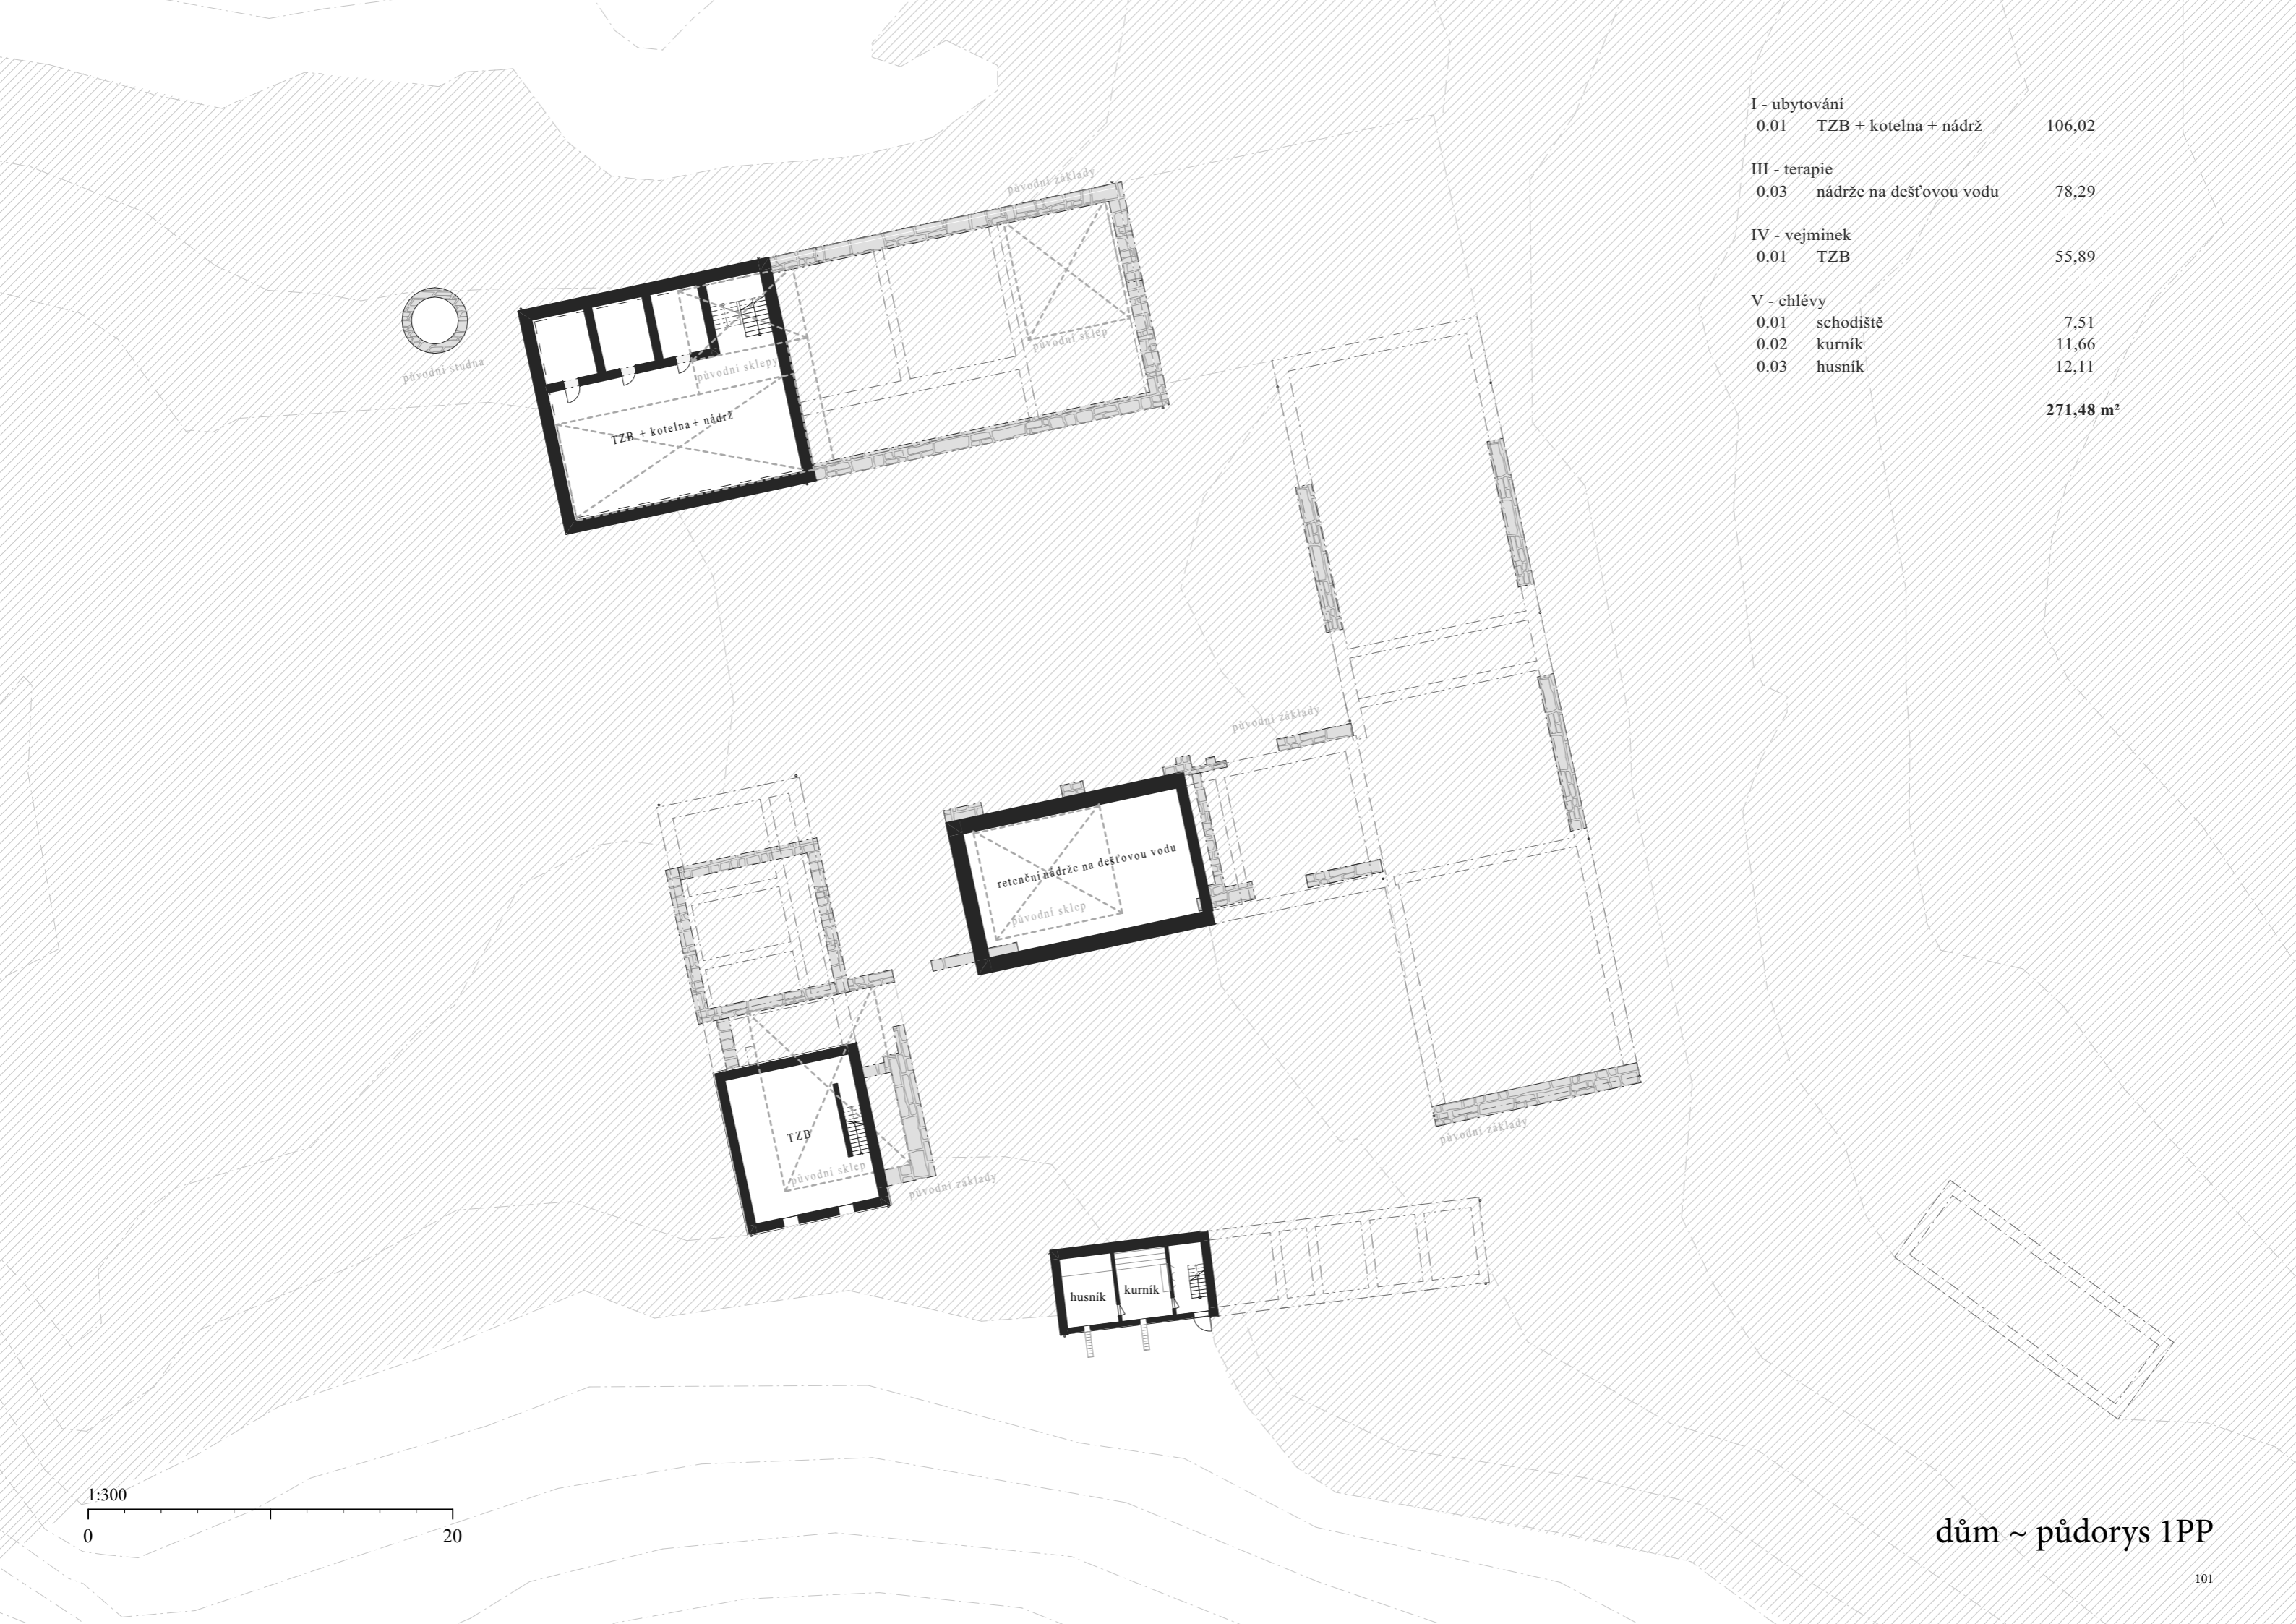 I - ubytování
0.01 TZB + kotelna + nádrž 106,02
III - terapie
0.03 nádrže na dešťovou vodu 78,29
IV - vejminek
0.01 TZB 55,89
V - chlévy
0.01 schodiště 7,51
0.02 kurník 11,66
0.03 husník 12,11
271,48 m²
původní základy
původní studna
původní sklepy
původní sklep
TZB + kotelna + nádrž
původní základy
retenční nádrže na dešťovou vodu
původní sklep
TZB
původní sklep
původní základy
původní základy
husník
kurník
1:300
0 20
dům ~ půdorys 1PP
101